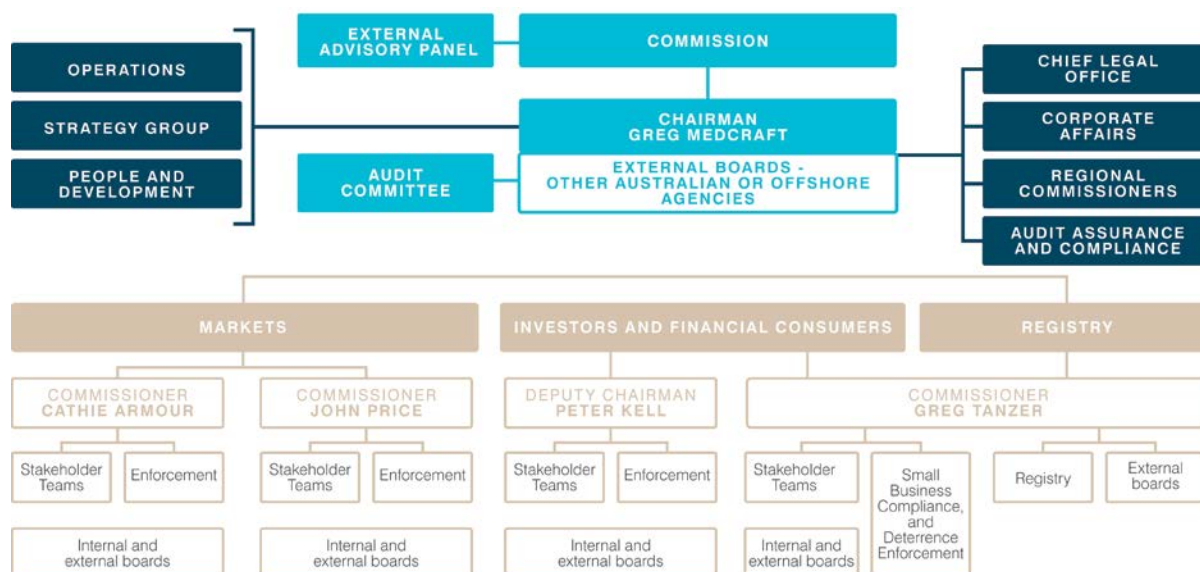 EXTERNAL
ADVISORY PANEL
COMMISSION
OPERATIONS
STRATEGY GROUP
PEOPLE AND
DEVELOPMENT
CHAIRMAN
GREG MEDCRAFT
AUDIT
COMMITTEE
EXTERNAL BOARDS -
OTHER AUSTRALIAN OR OFFSHORE
AGENCIES
CHIEF LEGAL
OFFICE
CORPORATE
AFFAIRS
REGIONAL
COMMISSIONERS
AUDIT ASSURANCE
AND COMPLIANCE
MARKETS
INVESTORS AND FINANCIAL CONSUMERS
REGISTRY
COMMISSIONER
CATHIE ARMOUR
COMMISSIONER
JOHN PRICE
DEPUTY CHAIRMAN
PETER KELL
COMMISSIONER
GREG TANZER
Stakeholder
Teams
Enforcement
Stakeholder
Teams
Enforcement
Stakeholder
Teams
Enforcement
Stakeholder
Teams
Small
Business
Compliance,
and
Deterrence
Enforcement
Registry
External
boards
Internal and
external boards
Internal and
external boards
Internal and
external boards
Internal and
external boards